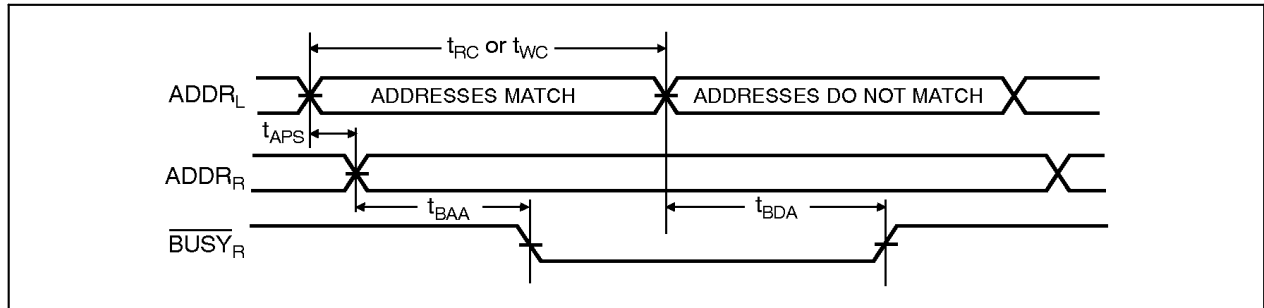 tRC or tWC
ADDRL ADDRESSES MATCH ADDRESSES DO NOT MATCH
tAPS
ADDRR
tBAA tBDA
BUSYR